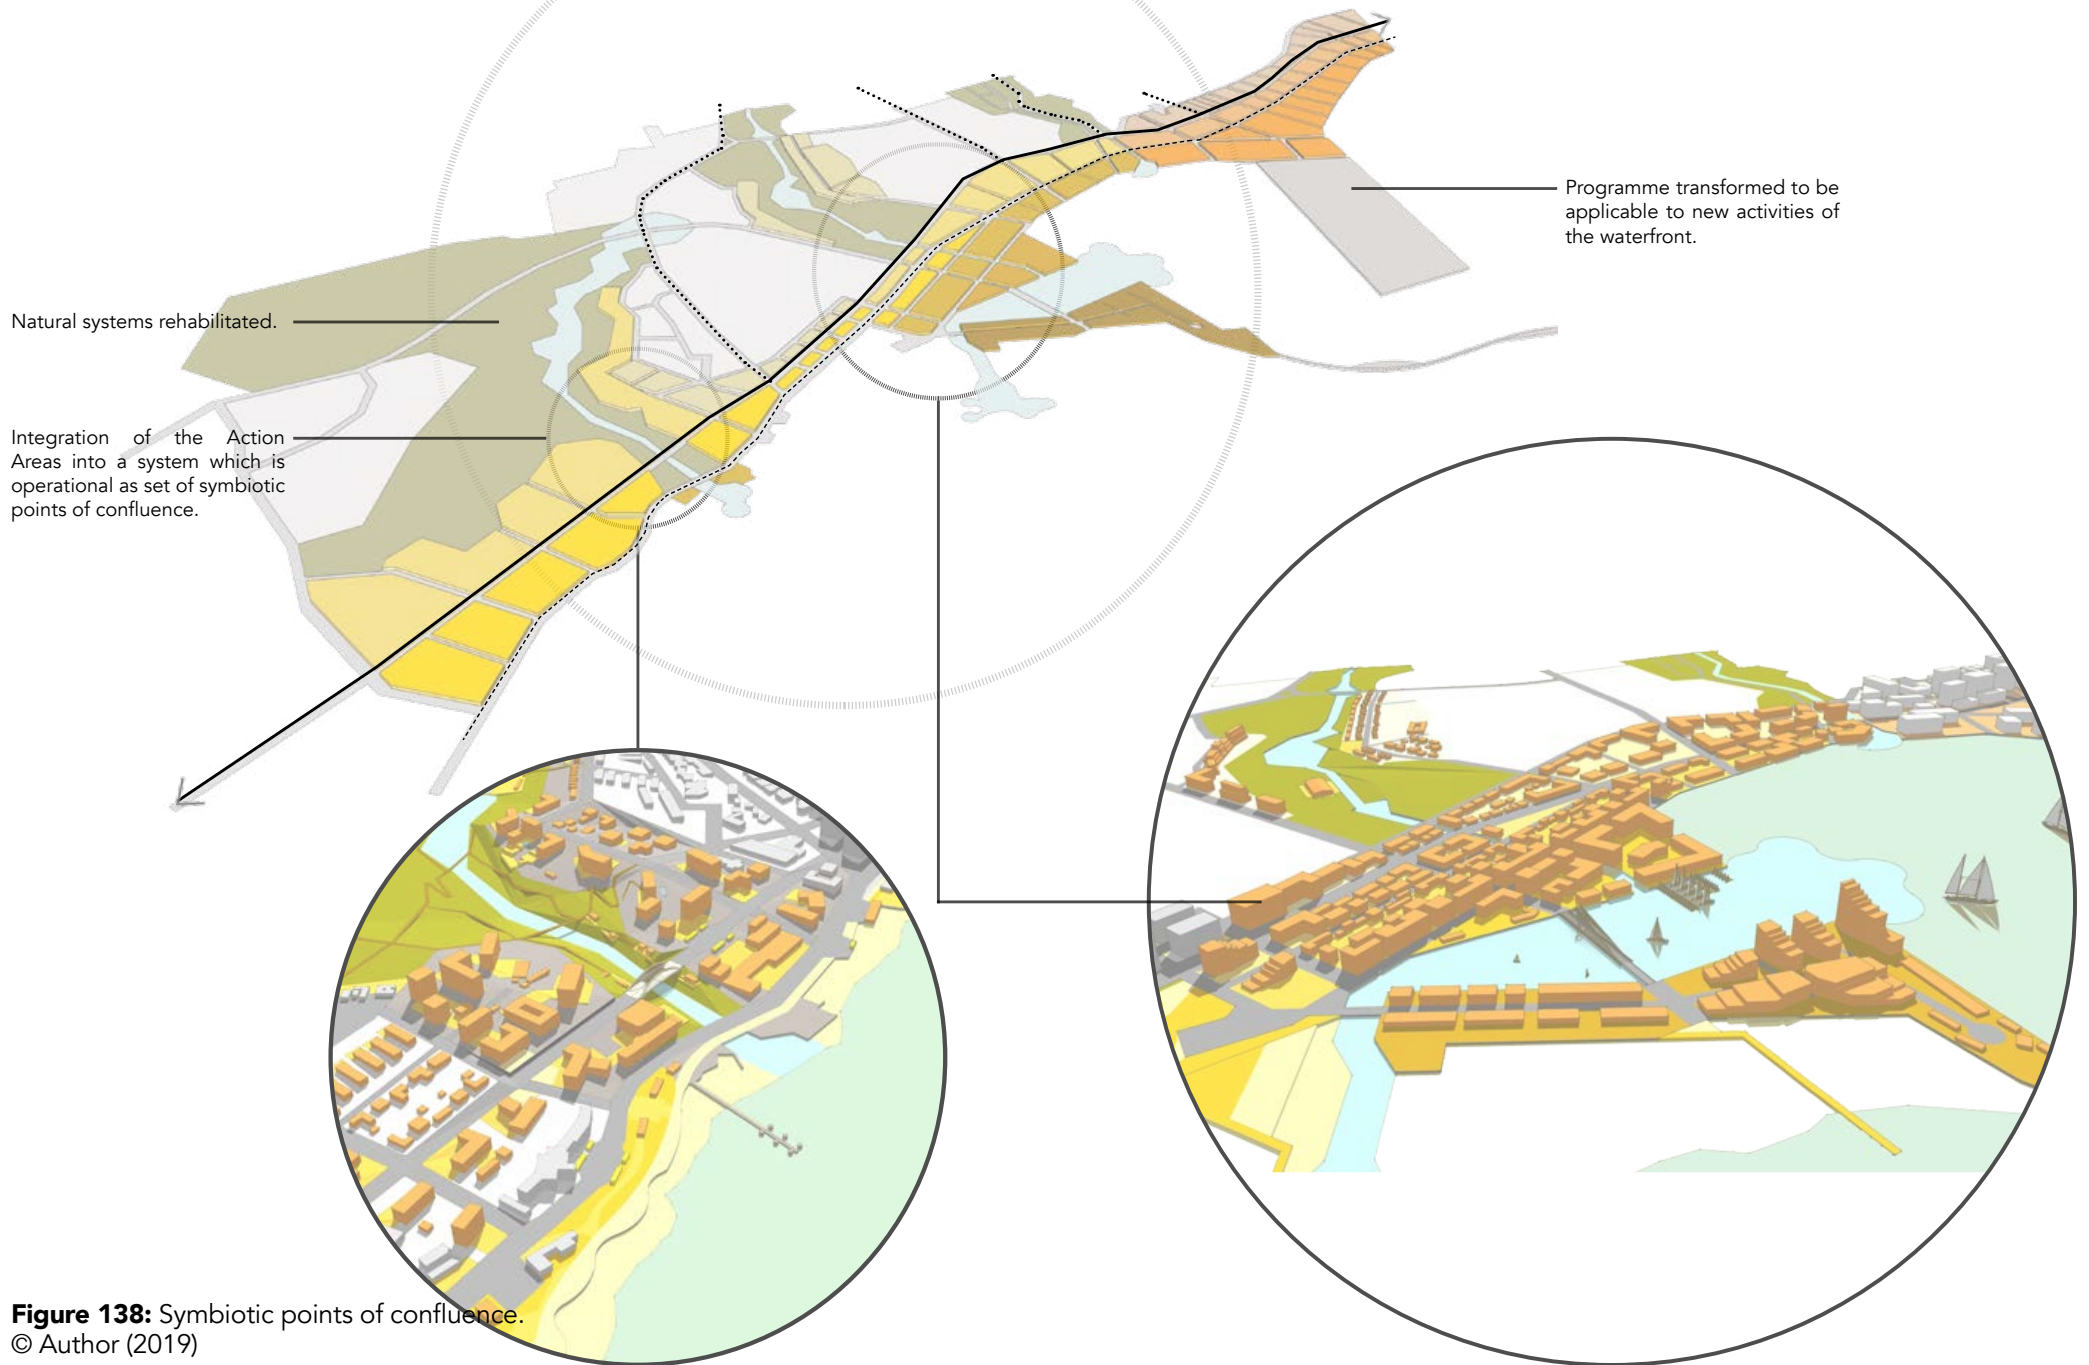 Programme transformed to be
applicable to new activities of
the waterfront.
Natural systems rehabilitated.
Integration of the Action
Areas into a system which is
operational as set of symbiotic
points of confluence.
Figure 138: Symbiotic points of confluence.
© Author (2019)